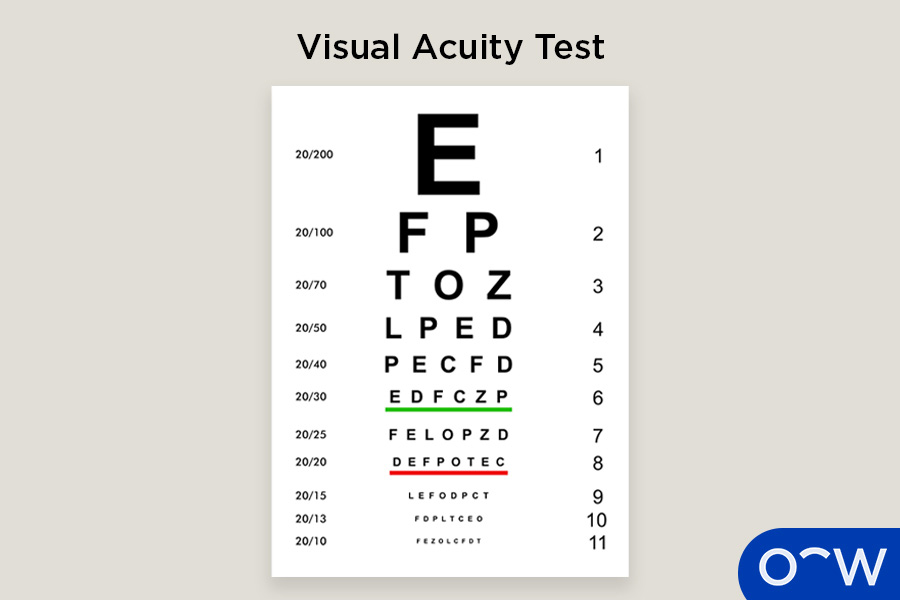 Visual Acuity Test
20/200 E 1
20/100 F P 2
20/70 T O Z 3
20/50 L P E D 4
20/40 P E C F D 5
20/30 E D F C Z P 6
20/25 F E L O P Z D 7
20/20 D E F P O T E C 8
20/15 L E F O D P C T 9
20/13 F D P L T C E O 10
20/10 F E Z O L C F D T 11